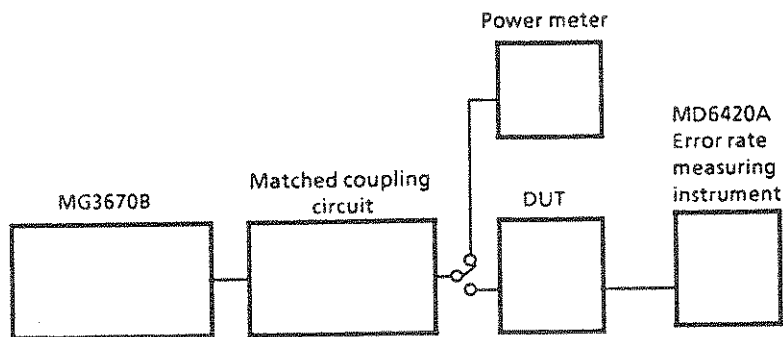 Power meter
MD6420A
Error rate
measuring
instrument
Matched coupling
circuit
MG3670B
DUT